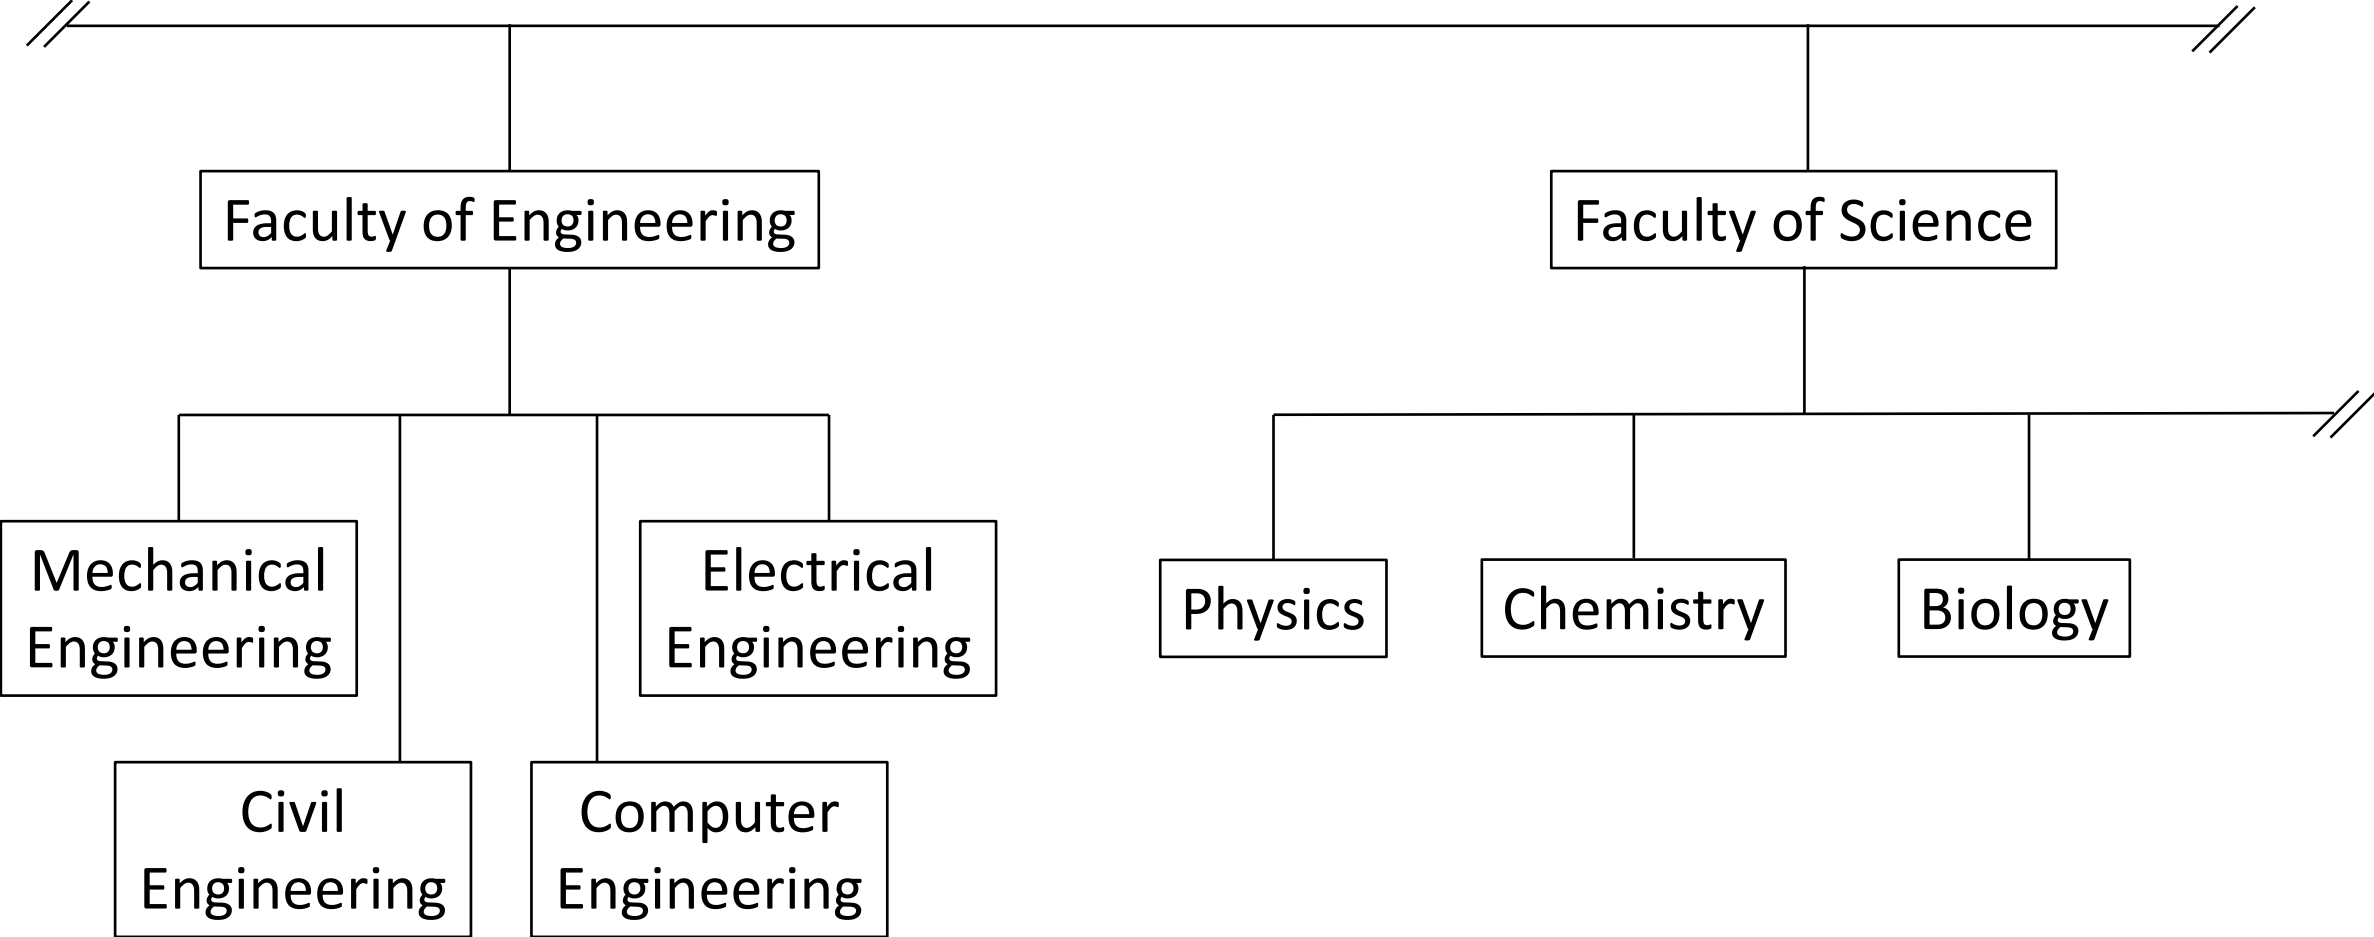 Faculty of Engineering
Faculty of Science
Mechanical
Engineering
Electrical
Engineering
Physics
Chemistry
Biology
Civil
Engineering
Computer
Engineering